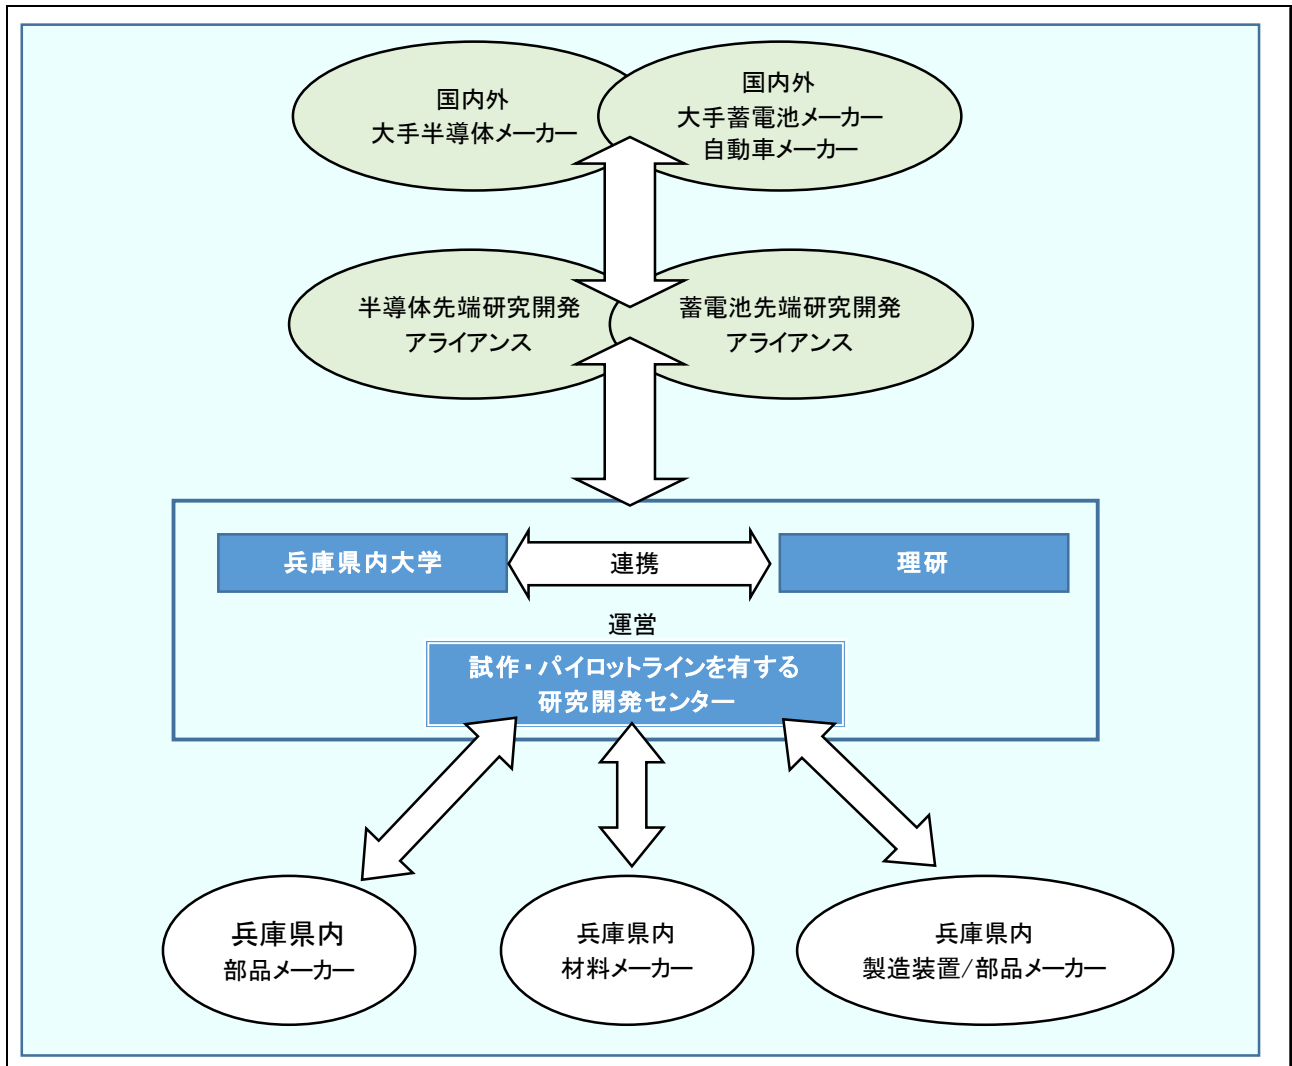 国内外
大手半導体メーカー
国内外
大手蓄電池メーカー
自動車メーカー
半導体先端研究開発
アライアンス
蓄電池先端研究開発
アライアンス
兵庫県内大学
連携
理研
運営
試作・パイロットラインを有する
研究開発センター
兵庫県内
部品メーカー
兵庫県内
材料メーカー
兵庫県内
製造装置/部品メーカー